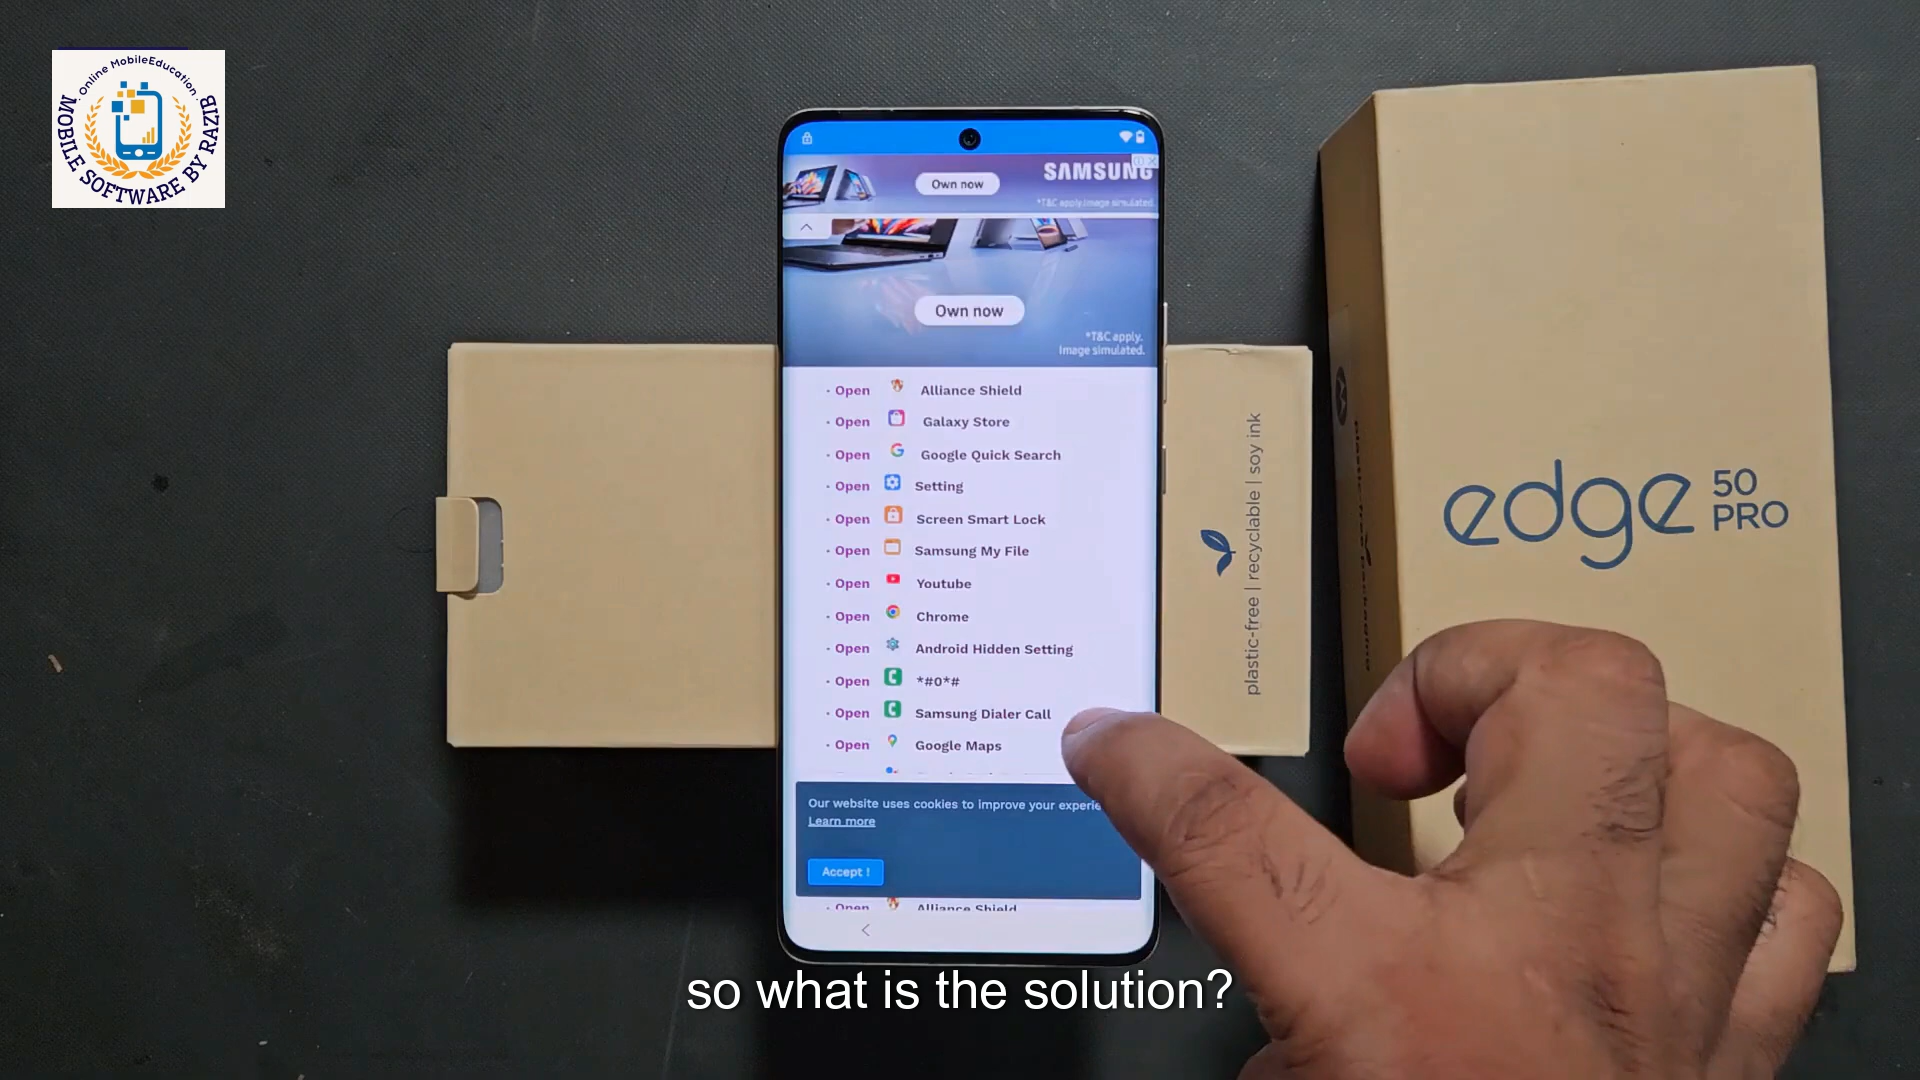 Online MobileEducation
MOBILE SOFTWARE BY RAZIB
SAMSUNG
Own now
*T&C apply.Image simulated.
Own now
*T&C apply.
Image simulated.
· Open Alliance Shield
· Open Galaxy Store
· Open Google Quick Search
· Open Setting
· Open Screen Smart Lock
· Open Samsung My File
· Open Youtube
· Open Chrome
· Open Android Hidden Setting
· Open *#0*#
· Open Samsung Dialer Call
· Open Google Maps
Our website uses cookies to improve your experie
Learn more
Accept !
· Open Alliance Shield
plastic-free | recyclable | soy ink
edge 50
PRO
so what is the solution?